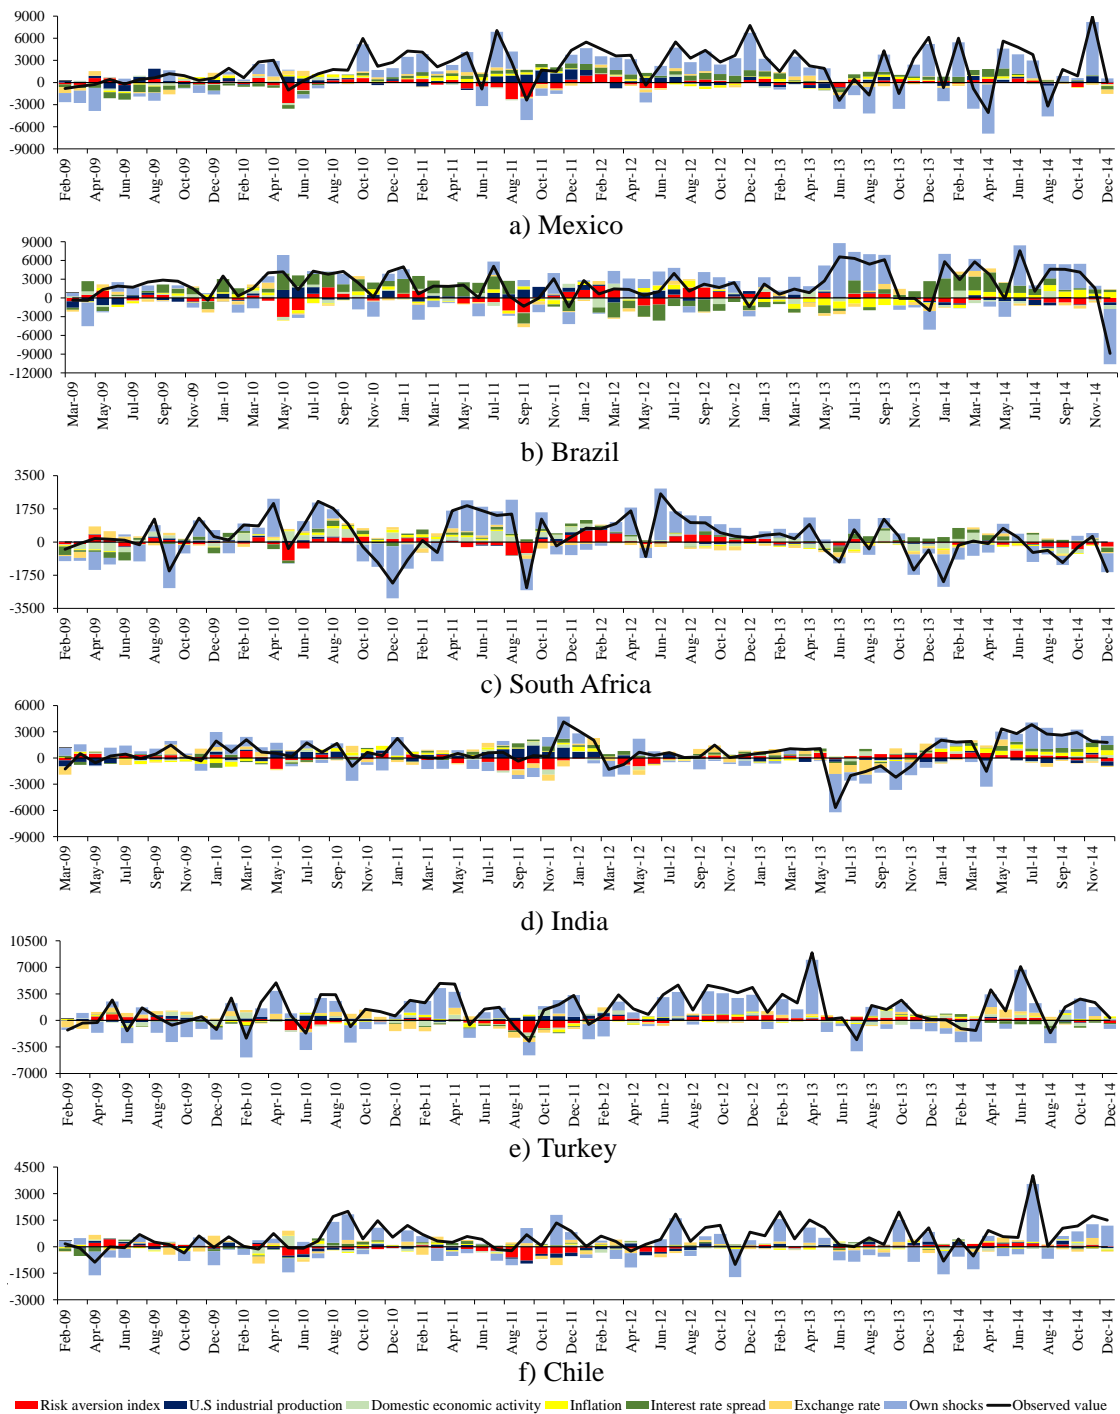 9000
6000
3000
0
-3000
-6000
-9000
Feb-09 Apr-09 Jun-09 Aug-09 Oct-09 Dec-09 Feb-10 Apr-10 Jun-10 Aug-10 Oct-10 Dec-10 Feb-11 Apr-11 Jun-11 Aug-11 Oct-11 Dec-11 Feb-12 Apr-12 Jun-12 Aug-12 Oct-12 Dec-12 Feb-13 Apr-13 Jun-13 Aug-13 Oct-13 Dec-13 Feb-14 Apr-14 Jun-14 Aug-14 Oct-14 Dec-14
a) Mexico
9000
6000
3000
0
-3000
-6000
-9000
-12000
Mar-09 May-09 Jul-09 Sep-09 Nov-09 Jan-10 Mar-10 May-10 Jul-10 Sep-10 Nov-10 Jan-11 Mar-11 May-11 Jul-11 Sep-11 Nov-11 Jan-12 Mar-12 May-12 Jul-12 Sep-12 Nov-12 Jan-13 Mar-13 May-13 Jul-13 Sep-13 Nov-13 Jan-14 Mar-14 May-14 Jul-14 Sep-14 Nov-14
b) Brazil
3500
1750
0
-1750
-3500
Feb-09 Apr-09 Jun-09 Aug-09 Oct-09 Dec-09 Feb-10 Apr-10 Jun-10 Aug-10 Oct-10 Dec-10 Feb-11 Apr-11 Jun-11 Aug-11 Oct-11 Dec-11 Feb-12 Apr-12 Jun-12 Aug-12 Oct-12 Dec-12 Feb-13 Apr-13 Jun-13 Aug-13 Oct-13 Dec-13 Feb-14 Apr-14 Jun-14 Aug-14 Oct-14 Dec-14
c) South Africa
6000
3000
0
-3000
-6000
-9000
Mar-09 May-09 Jul-09 Sep-09 Nov-09 Jan-10 Mar-10 May-10 Jul-10 Sep-10 Nov-10 Jan-11 Mar-11 May-11 Jul-11 Sep-11 Nov-11 Jan-12 Mar-12 May-12 Jul-12 Sep-12 Nov-12 Jan-13 Mar-13 May-13 Jul-13 Sep-13 Nov-13 Jan-14 Mar-14 May-14 Jul-14 Sep-14 Nov-14
d) India
10500
7000
3500
0
-3500
-7000
Feb-09 Apr-09 Jun-09 Aug-09 Oct-09 Dec-09 Feb-10 Apr-10 Jun-10 Aug-10 Oct-10 Dec-10 Feb-11 Apr-11 Jun-11 Aug-11 Oct-11 Dec-11 Feb-12 Apr-12 Jun-12 Aug-12 Oct-12 Dec-12 Feb-13 Apr-13 Jun-13 Aug-13 Oct-13 Dec-13 Feb-14 Apr-14 Jun-14 Aug-14 Oct-14 Dec-14
e) Turkey
4500
3000
1500
0
-1500
-3000
Feb-09 Apr-09 Jun-09 Aug-09 Oct-09 Dec-09 Feb-10 Apr-10 Jun-10 Aug-10 Oct-10 Dec-10 Feb-11 Apr-11 Jun-11 Aug-11 Oct-11 Dec-11 Feb-12 Apr-12 Jun-12 Aug-12 Oct-12 Dec-12 Feb-13 Apr-13 Jun-13 Aug-13 Oct-13 Dec-13 Feb-14 Apr-14 Jun-14 Aug-14 Oct-14 Dec-14
f) Chile
Risk aversion index U.S industrial production Domestic economic activity Inflation Interest rate spread Exchange rate Own shocks Observed value